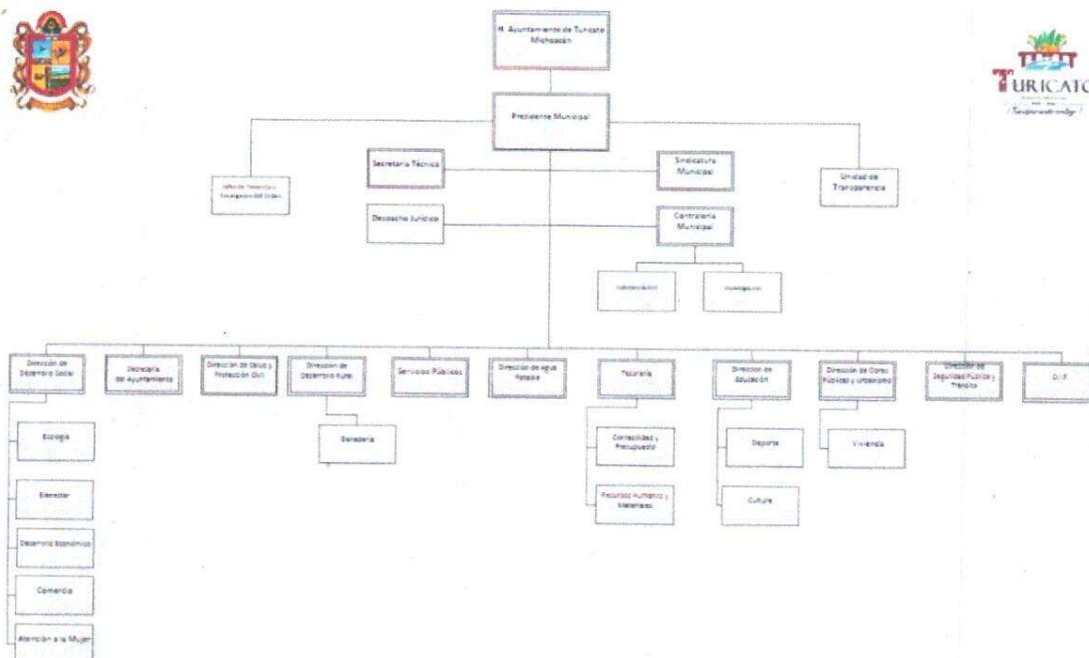 H. Ayuntamiento de Turicato
Michoacán
TURICATO
Presidente Municipal
Secretaría Técnica
Sindicatura
Municipal
Unidad de
Transparencia
Despacho Jurídico
Contraloría
Municipal
Dirección de
Desarrollo Social
Secretaría
del Ayuntamiento
Dirección de Salud y
Protección Civil
Dirección de
Desarrollo Rural
Servicios Públicos
Dirección de Agua
Potable
Tesorería
Dirección de
Educación
Dirección de Obras
Públicas y Urbanismo
Dirección de
Seguridad Pública y
Tránsito
D.I.F.
Ecología
Ganadería
Contabilidad y
Presupuesto
Deporte
Vivienda
Bienestar
Recursos Humanos y
Materiales
Cultura
Desarrollo Económico
Comercio
Atención a la Mujer